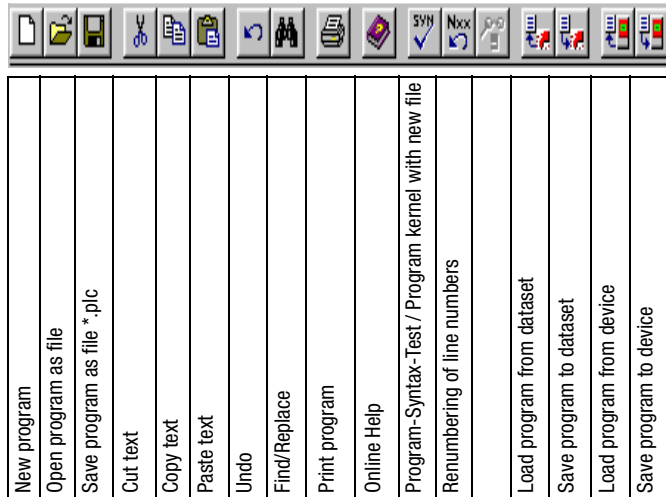 SYN
Nxx
New program
Open program as file
Save program as file *.plc
Cut text
Copy text
Paste text
Undo
Find/Replace
Print program
Online Help
Program-Syntax-Test / Program kernel with new file
Renumbering of line numbers
Load program from dataset
Save program to dataset
Load program from device
Save program to device